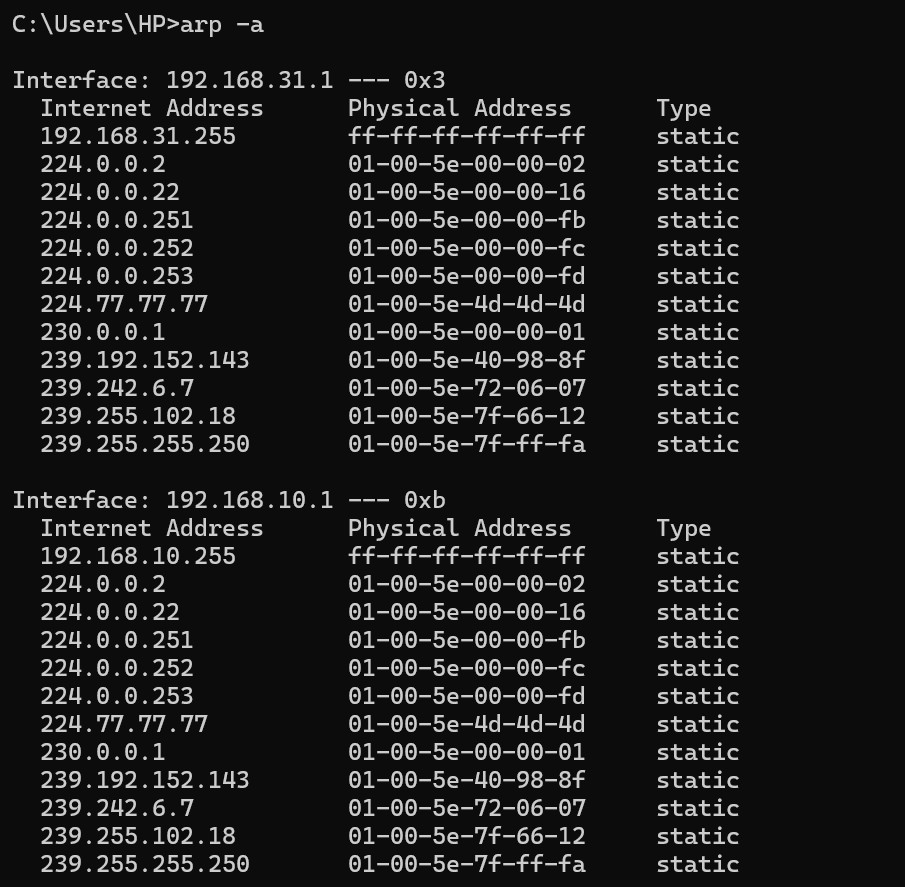 C:\Users\HP>arp -a
Interface: 192.168.31.1 --- 0x3
Internet Address Physical Address Type
192.168.31.255 ff-ff-ff-ff-ff-ff static
224.0.0.2 01-00-5e-00-00-02 static
224.0.0.22 01-00-5e-00-00-16 static
224.0.0.251 01-00-5e-00-00-fb static
224.0.0.252 01-00-5e-00-00-fc static
224.0.0.253 01-00-5e-00-00-fd static
224.77.77.77 01-00-5e-4d-4d-4d static
230.0.0.1 01-00-5e-00-00-01 static
239.192.152.143 01-00-5e-40-98-8f static
239.242.6.7 01-00-5e-72-06-07 static
239.255.102.18 01-00-5e-7f-66-12 static
239.255.255.250 01-00-5e-7f-ff-fa static
Interface: 192.168.10.1 --- 0xb
Internet Address Physical Address Type
192.168.10.255 ff-ff-ff-ff-ff-ff static
224.0.0.2 01-00-5e-00-00-02 static
224.0.0.22 01-00-5e-00-00-16 static
224.0.0.251 01-00-5e-00-00-fb static
224.0.0.252 01-00-5e-00-00-fc static
224.0.0.253 01-00-5e-00-00-fd static
224.77.77.77 01-00-5e-4d-4d-4d static
230.0.0.1 01-00-5e-00-00-01 static
239.192.152.143 01-00-5e-40-98-8f static
239.242.6.7 01-00-5e-72-06-07 static
239.255.102.18 01-00-5e-7f-66-12 static
239.255.255.250 01-00-5e-7f-ff-fa static